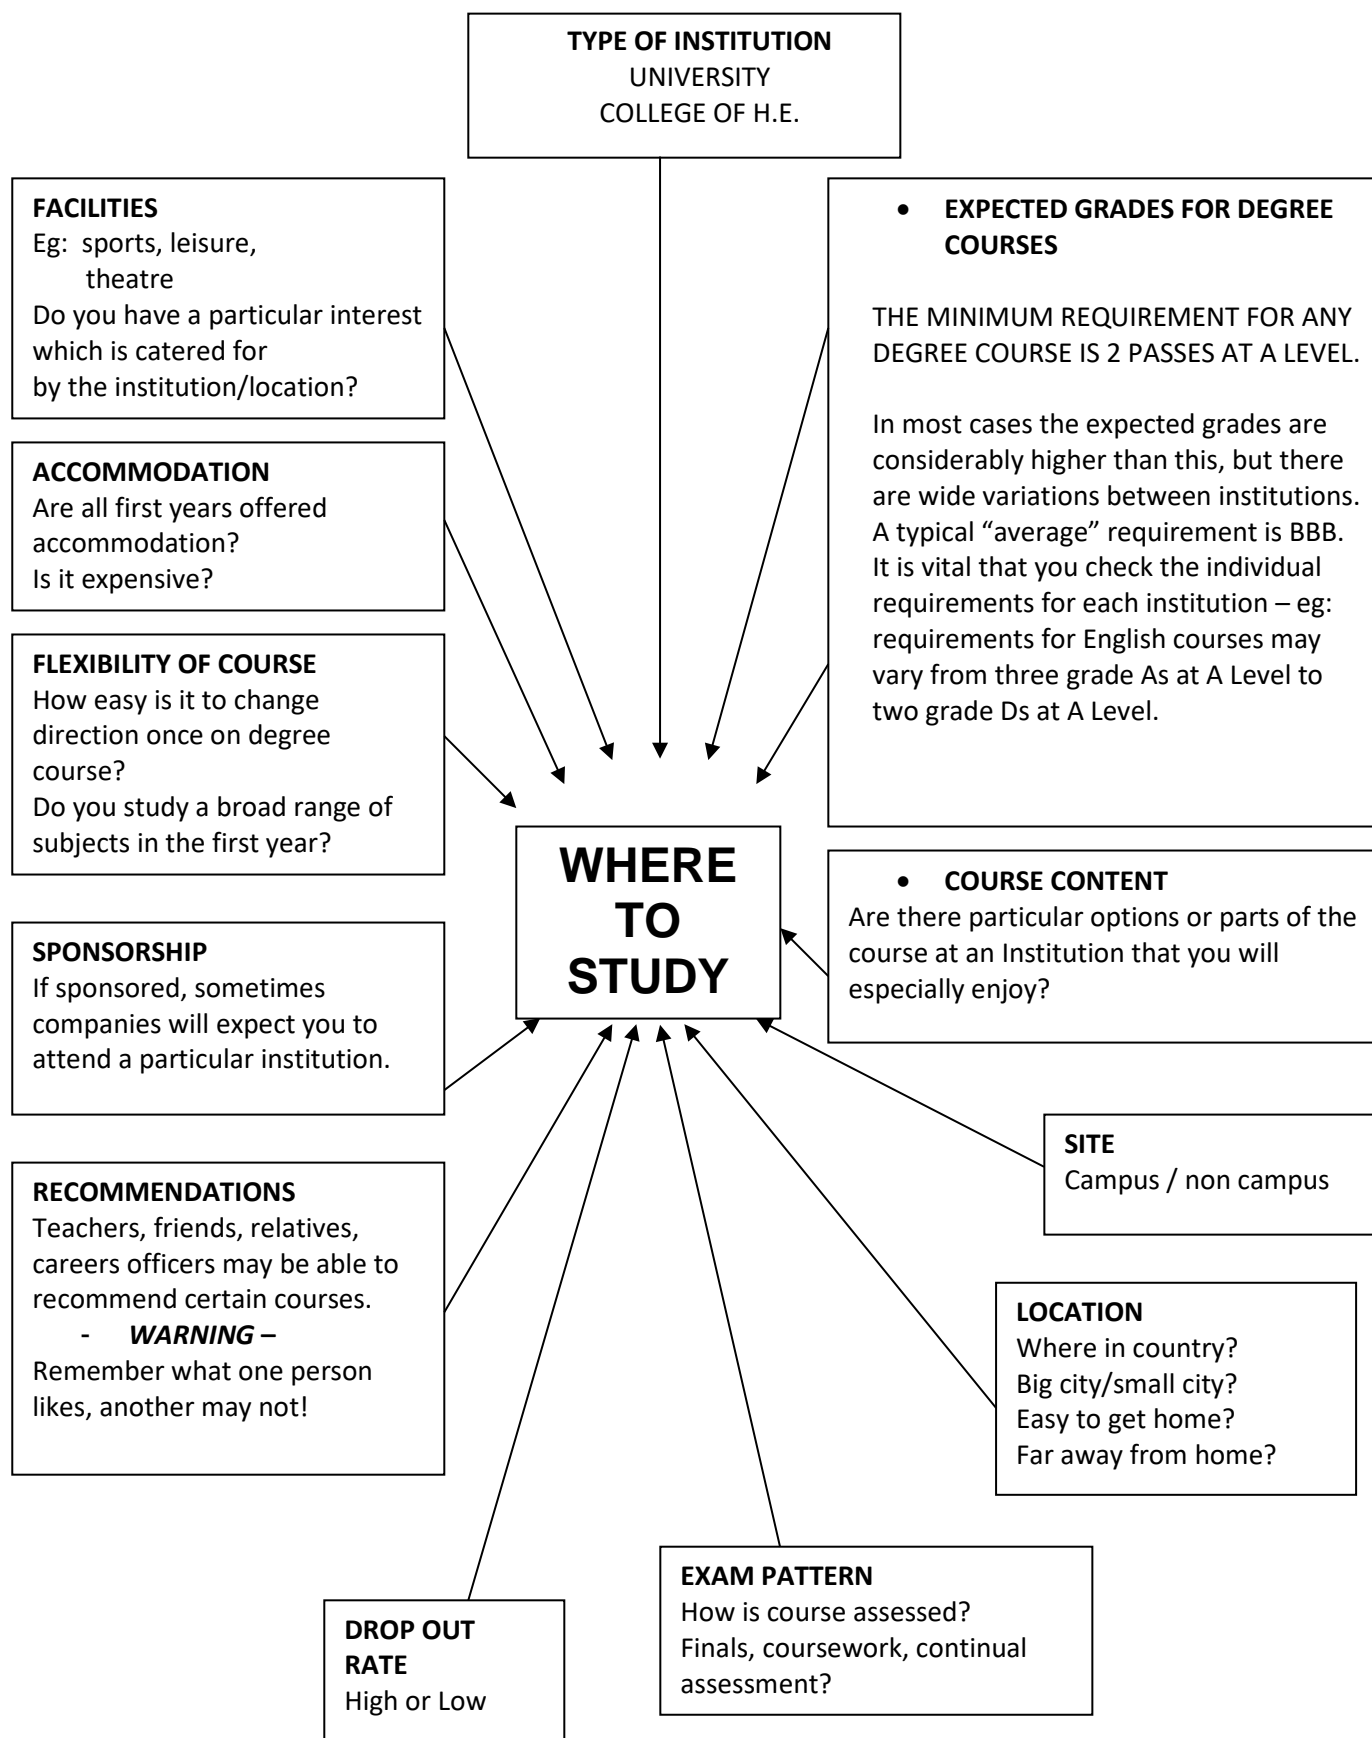 TYPE OF INSTITUTION
UNIVERSITY
COLLEGE OF H.E.
FACILITIES
Eg:  sports, leisure,
theatre
Do you have a particular interest
which is catered for
by the institution/location?
• EXPECTED GRADES FOR DEGREE
COURSES
THE MINIMUM REQUIREMENT FOR ANY
DEGREE COURSE IS 2 PASSES AT A LEVEL.
In most cases the expected grades are
considerably higher than this, but there
are wide variations between institutions.
A typical “average” requirement is BBB.
It is vital that you check the individual
requirements for each institution – eg:
requirements for English courses may
vary from three grade As at A Level to
two grade Ds at A Level.
ACCOMMODATION
Are all first years offered
accommodation?
Is it expensive?
FLEXIBILITY OF COURSE
How easy is it to change
direction once on degree
course?
Do you study a broad range of
subjects in the first year?
WHERE
TO
STUDY
• COURSE CONTENT
Are there particular options or parts of the
course at an Institution that you will
especially enjoy?
SPONSORSHIP
If sponsored, sometimes
companies will expect you to
attend a particular institution.
SITE
Campus / non campus
RECOMMENDATIONS
Teachers, friends, relatives,
careers officers may be able to
recommend certain courses.
- WARNING –
Remember what one person
likes, another may not!
LOCATION
Where in country?
Big city/small city?
Easy to get home?
Far away from home?
EXAM PATTERN
How is course assessed?
Finals, coursework, continual
assessment?
DROP OUT
RATE
High or Low